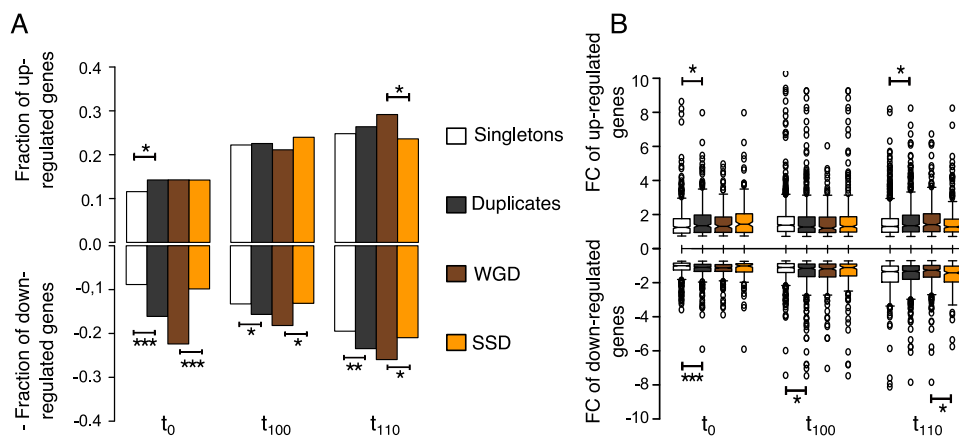 A
B
Fraction of up-
regulated genes
- Fraction of down-
regulated genes
0.4
0.3
0.2
0.1
0.0
-0.1
-0.2
-0.3
-0.4
*
*
***
***
*
*
**
*
t0
t100
t110
Singletons
Duplicates
WGD
SSD
FC of up-regulated
genes
FC of down-regulated
genes
10
8
6
4
2
0
-2
-4
-6
-8
-10
*
*
***
*
*
t0
t100
t110